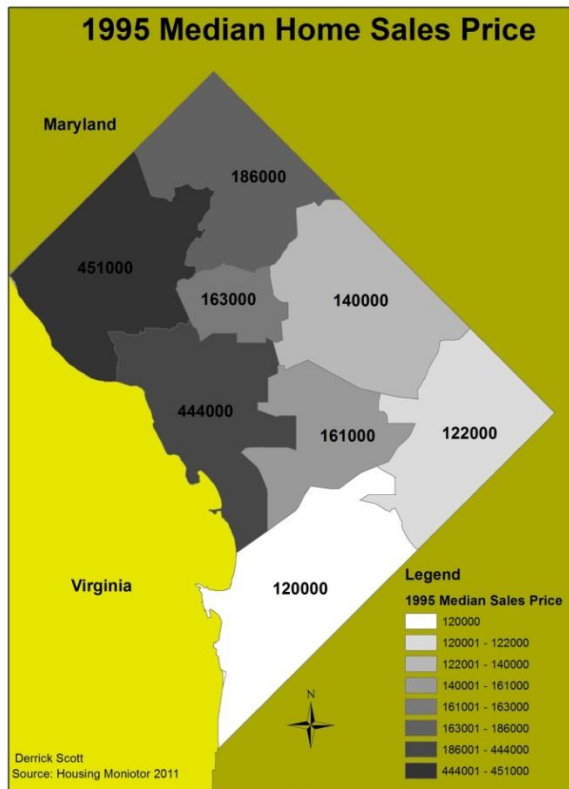 1995 Median Home Sales Price
Maryland
186000
451000
163000
140000
444000
161000
122000
Virginia
120000
Legend
1995 Median Sales Price
120000
120001 - 122000
122001 - 140000
140001 - 161000
161001 - 163000
163001 - 186000
186001 - 444000
444001 - 451000
N
Derrick Scott
Source: Housing Moniotor 2011